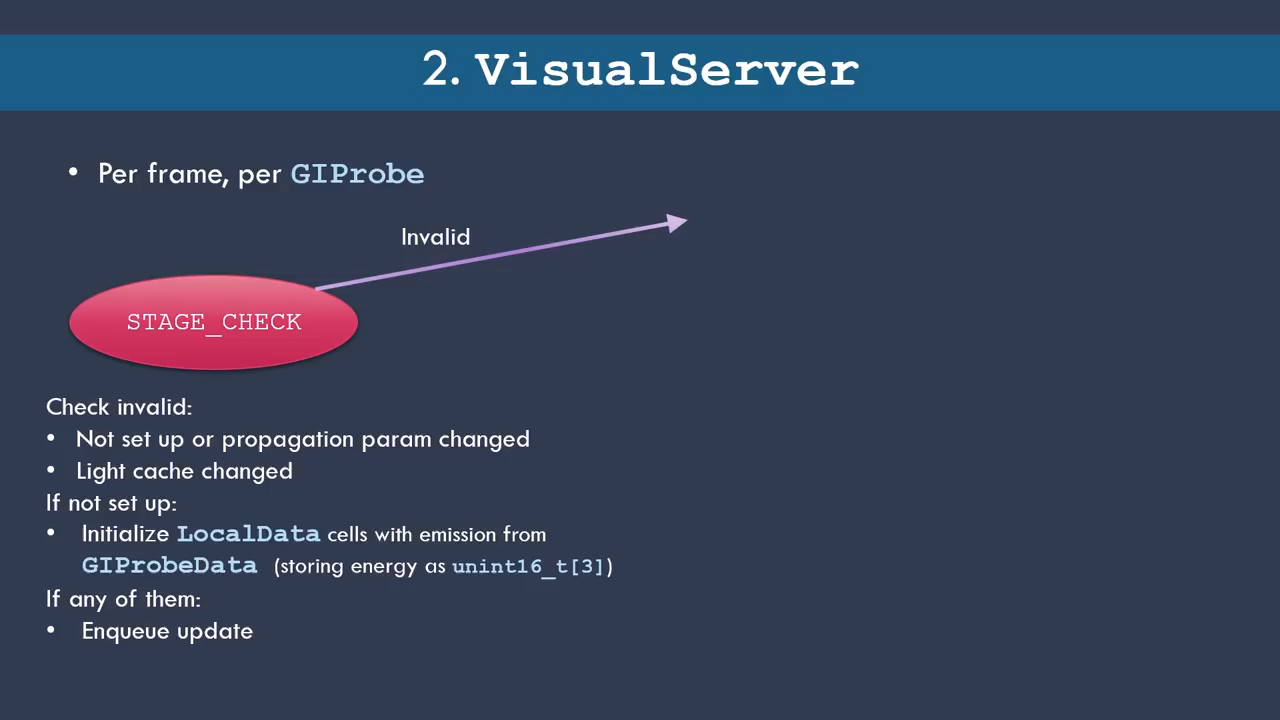 2. VisualServer
• Per frame, per GIProbe
Invalid
STAGE_CHECK
Check invalid:
• Not set up or propagation param changed
• Light cache changed
If not set up:
• Initialize LocalData cells with emission from
GIProbeData (storing energy as unint16_t[3])
If any of them:
• Enqueue update